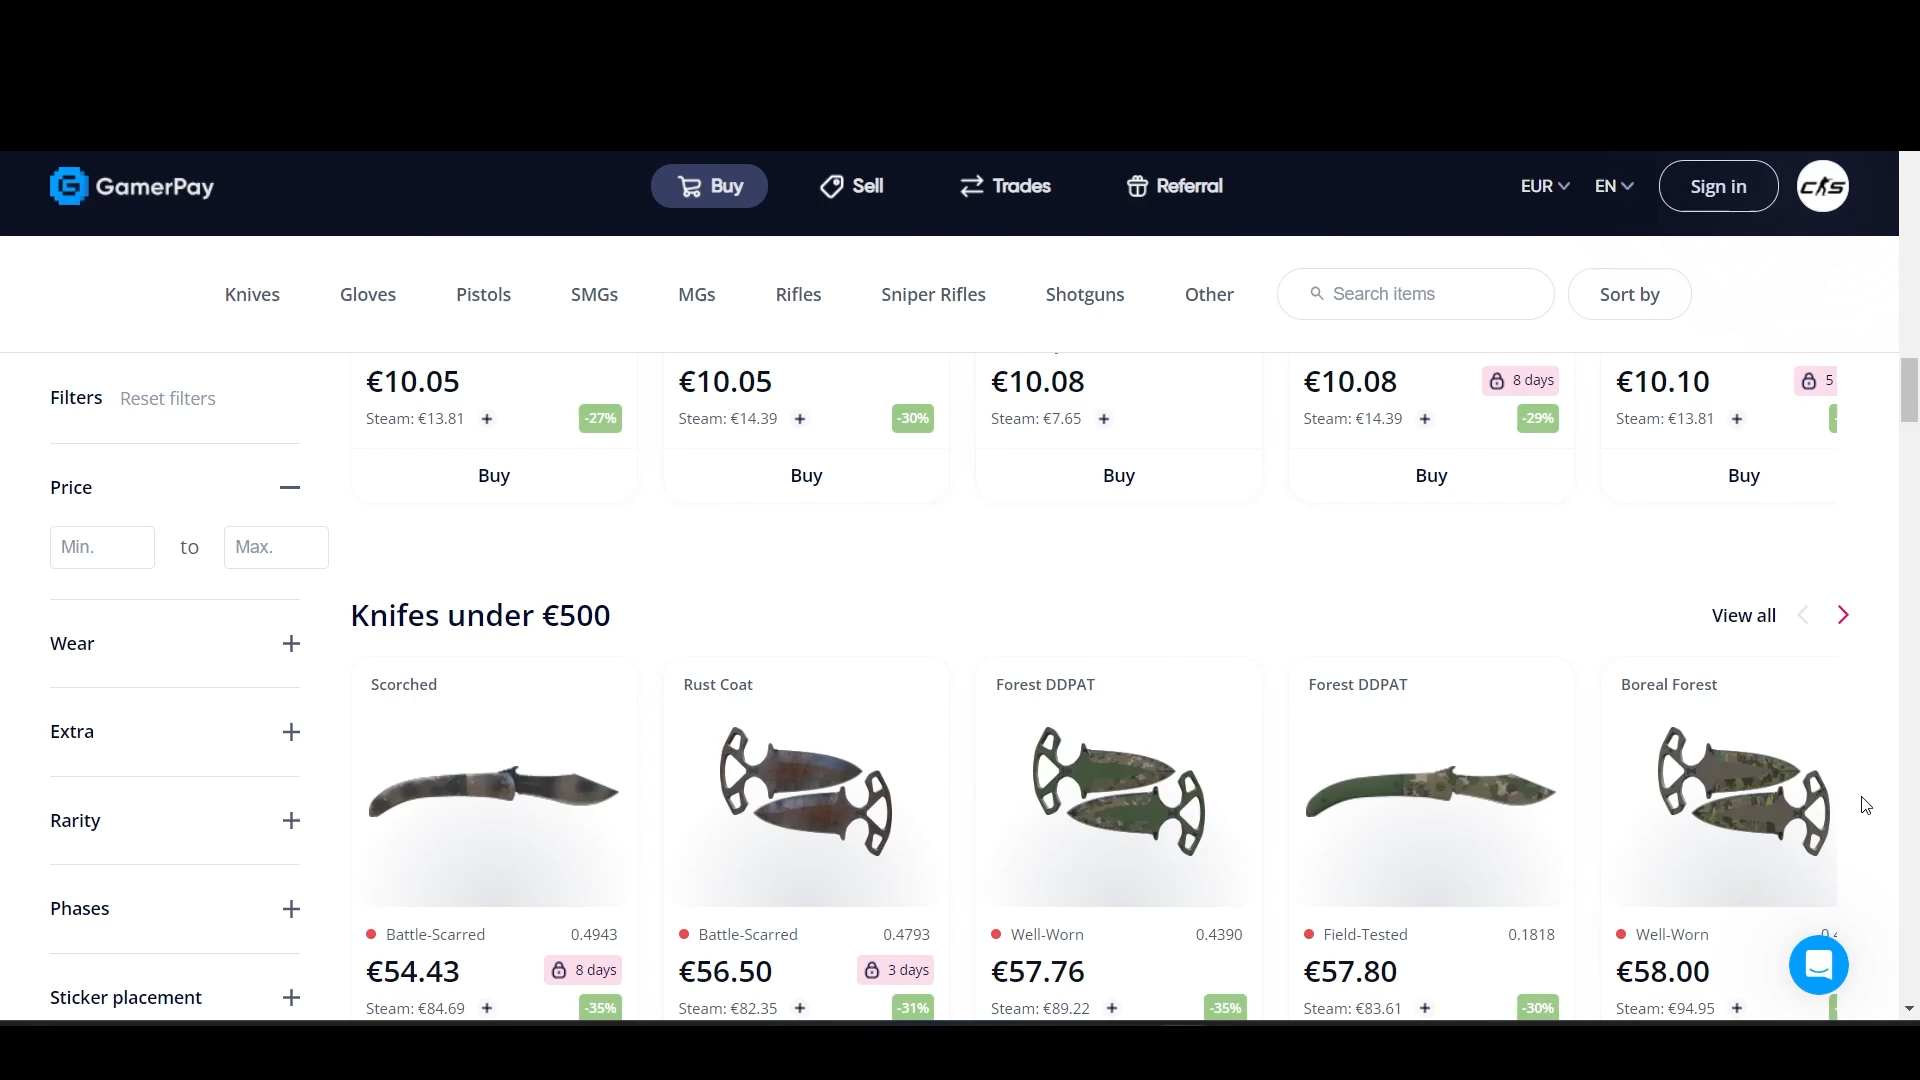 GamerPay
Buy
Sell
Trades
Referral
EUR
EN
Sign in
Knives
Gloves
Pistols
SMGs
MGs
Rifles
Sniper Rifles
Shotguns
Other
Search items
Sort by
Filters Reset filters
Price
Min. to Max.
Wear
Extra
Rarity
Phases
Sticker placement
€10.05
Steam: €13.81 + -27%
Buy
€10.05
Steam: €14.39 + -30%
Buy
€10.08
Steam: €7.65 +
Buy
€10.08 8 days
Steam: €14.39 + -29%
Buy
€10.10 5
Steam: €13.81 +
Buy
Knifes under €500
View all
Scorched
Battle-Scarred 0.4943
€54.43 8 days
Steam: €84.69 + -35%
Rust Coat
Battle-Scarred 0.4793
€56.50 3 days
Steam: €82.35 + -31%
Forest DDPAT
Well-Worn 0.4390
€57.76
Steam: €89.22 + -35%
Forest DDPAT
Field-Tested 0.1818
€57.80
Steam: €83.61 + -30%
Boreal Forest
Well-Worn
€58.00
Steam: €94.95 +